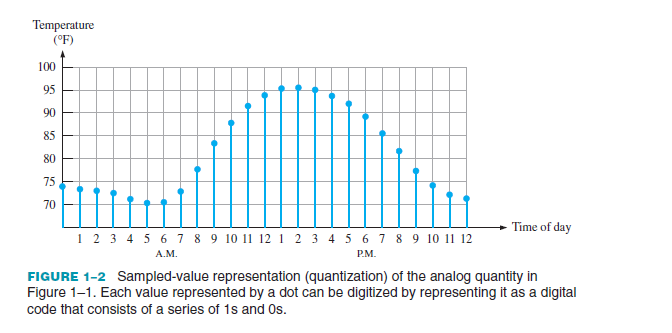 Temperature
(°F)
100
95
90
85
80
75
70
1 2 3 4 5 6 7 8 9 10 11 12 1 2 3 4 5 6 7 8 9 10 11 12
Time of day
A.M. P.M.
FIGURE 1–2 Sampled-value representation (quantization) of the analog quantity in
Figure 1–1. Each value represented by a dot can be digitized by representing it as a digital
code that consists of a series of 1s and 0s.